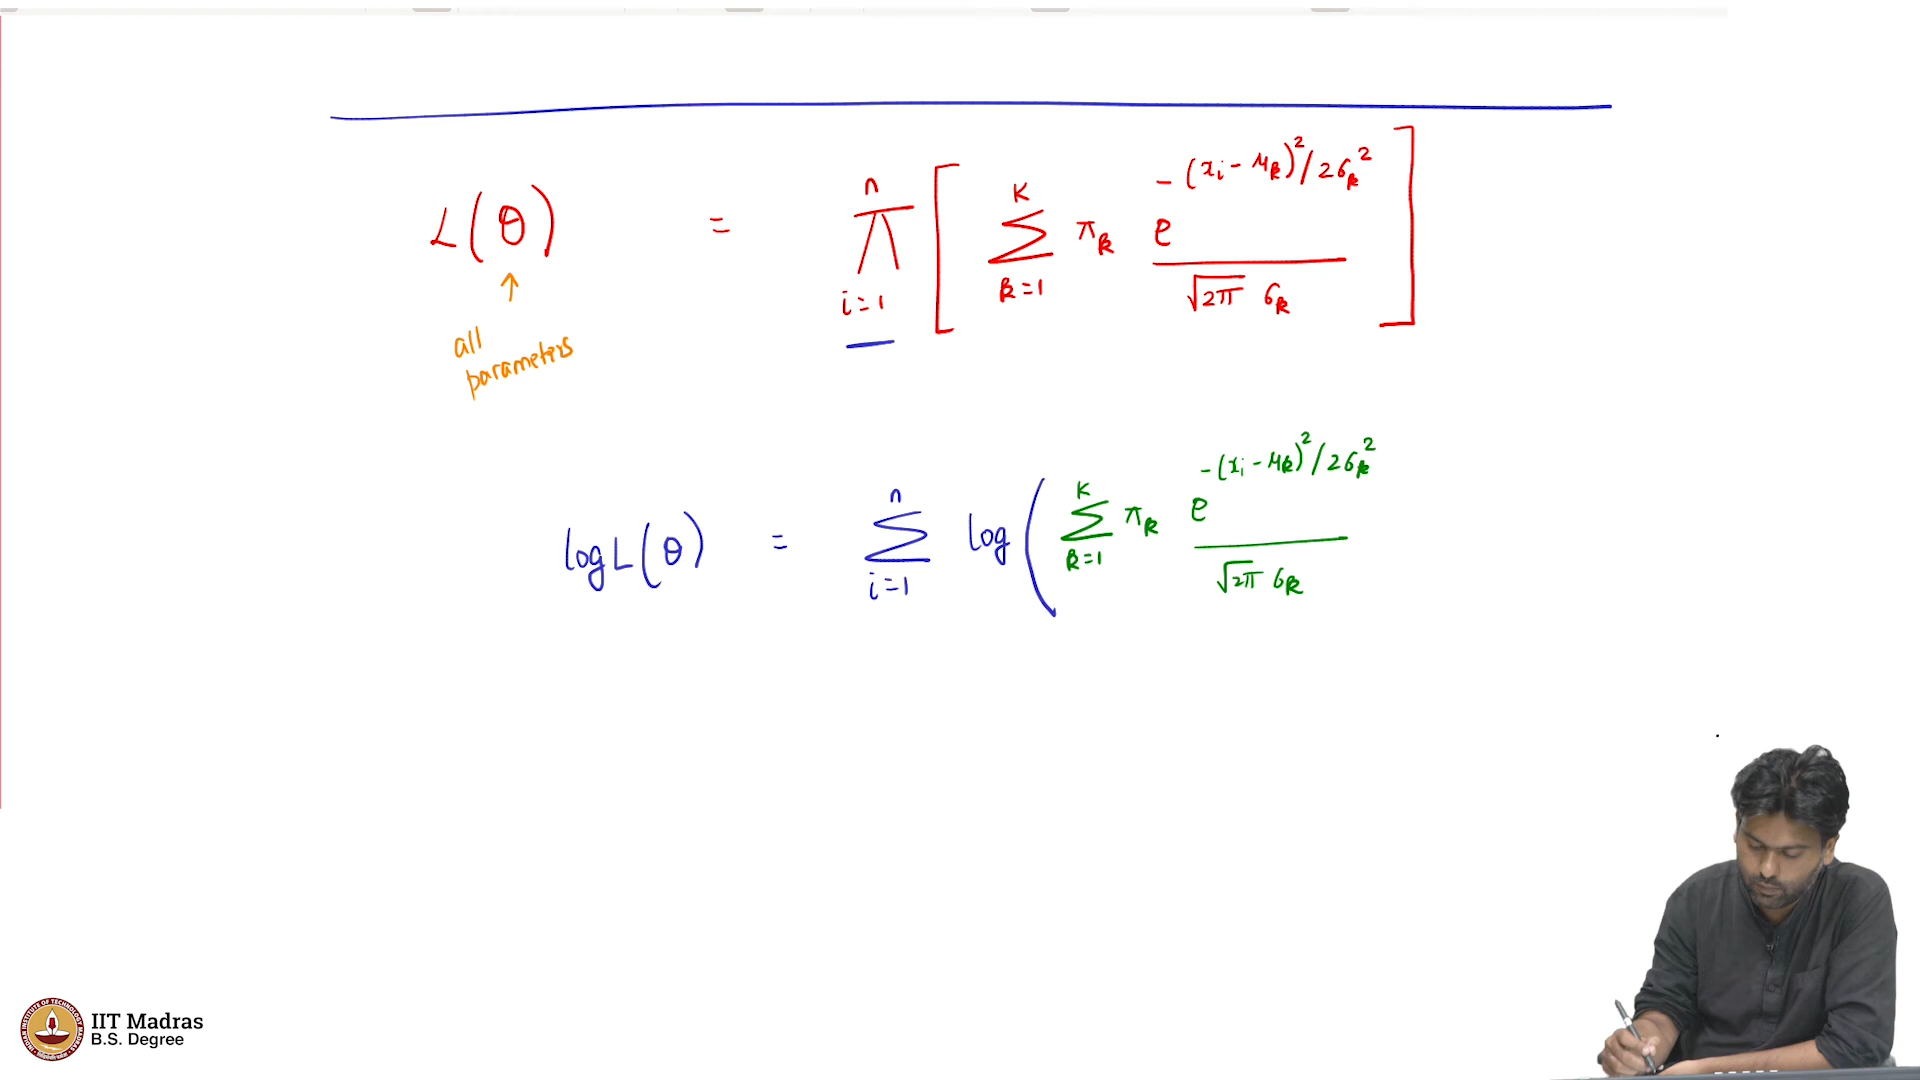 L(θ) = ∏_{i=1}^{n} [ ∑_{k=1}^{K} π_k e^{-(x_i - μ_k)^2/2σ_k^2} / √2π σ_k ]
↑
all
parameters
log L(θ) = ∑_{i=1}^{n} log ( ∑_{k=1}^{K} π_k e^{-(x_i - μ_k)^2/2σ_k^2} / √2π σ_k
IIT Madras
B.S. Degree